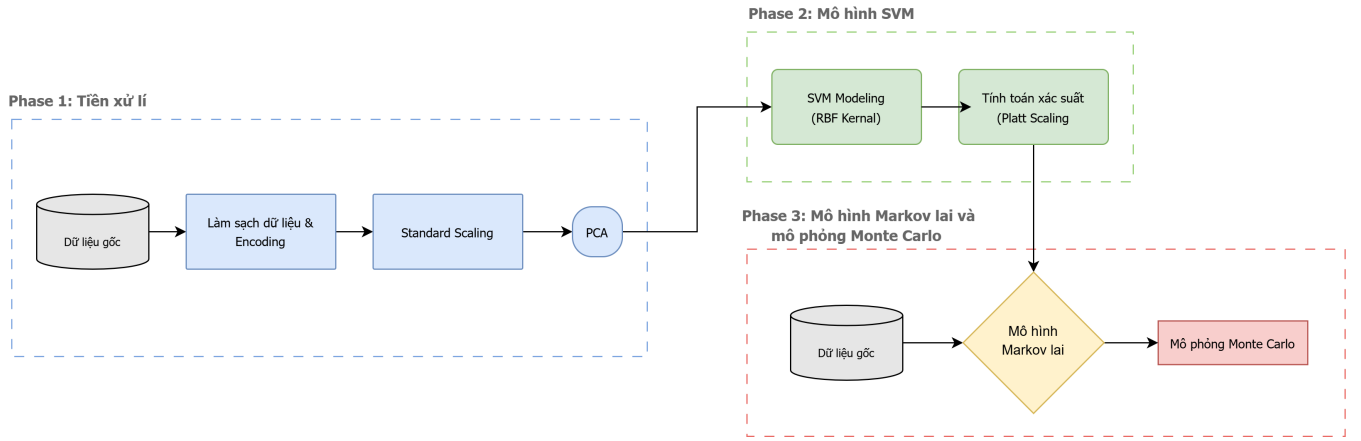 Phase 1: Tiền xử lí
Dữ liệu gốc
Làm sạch dữ liệu &
Encoding
Standard Scaling
PCA
Phase 2: Mô hình SVM
SVM Modeling
(RBF Kernal)
Tính toán xác suất
(Platt Scaling
Phase 3: Mô hình Markov lai và
mô phỏng Monte Carlo
Dữ liệu gốc
Mô hình
Markov lai
Mô phỏng Monte Carlo